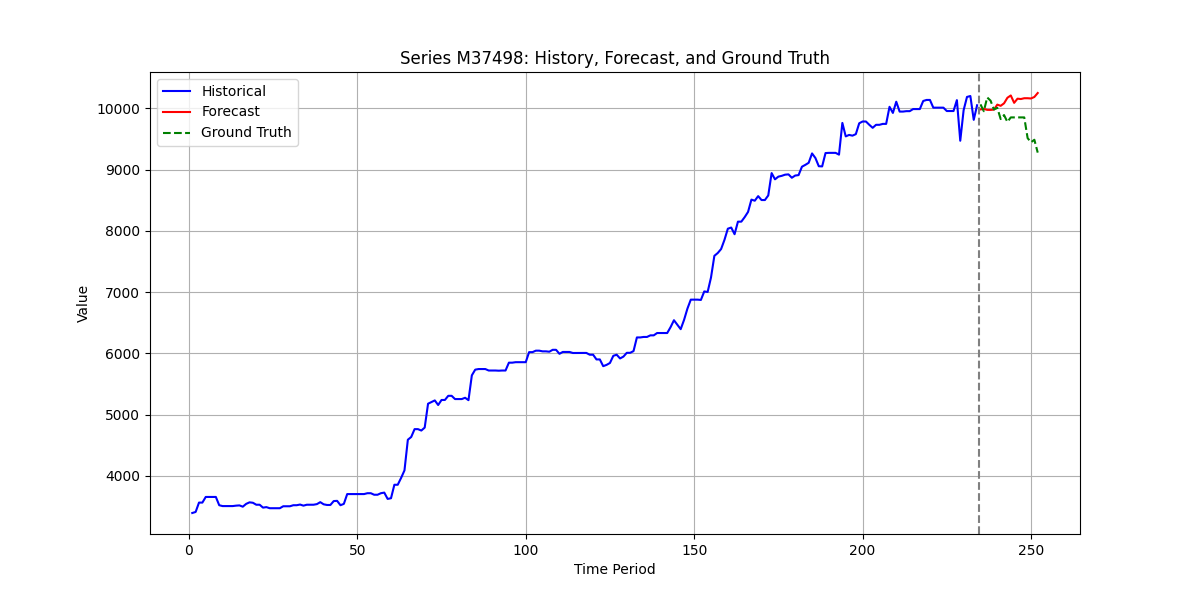 Series M37498: History, Forecast, and Ground Truth
Historical
Forecast
Ground Truth
10000
9000
8000
7000
6000
5000
4000
Value
0 50 100 150 200 250
Time Period